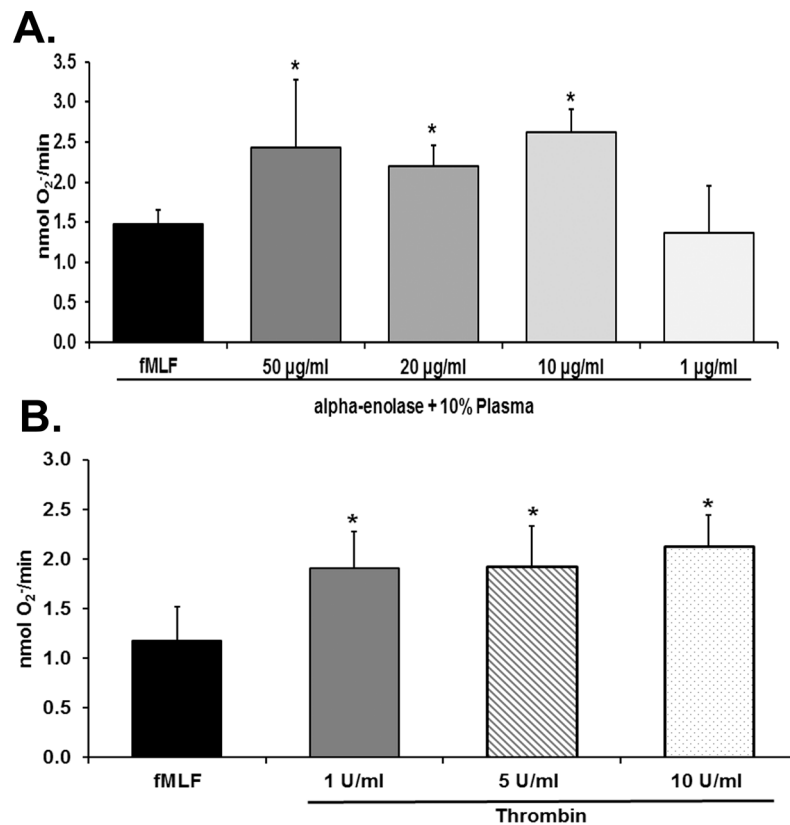 A.
nmol O₂⁻/min
3.5
3.0
2.5
2.0
1.5
1.0
0.5
0.0
*
*
*
fMLF 50 µg/ml 20 µg/ml 10 µg/ml 1 µg/ml
alpha-enolase + 10% Plasma
B.
nmol O₂⁻/min
3.0
2.5
2.0
1.5
1.0
0.5
0.0
*
*
*
fMLF 1 U/ml 5 U/ml 10 U/ml
Thrombin